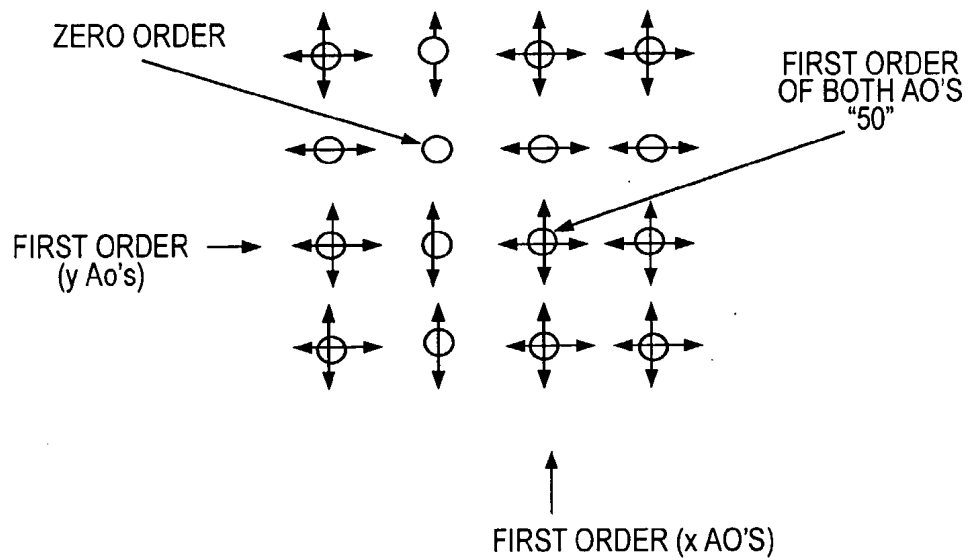 ZERO ORDER
FIRST ORDER
OF BOTH AO'S
"50"
FIRST ORDER
(y Ao's)
FIRST ORDER (x AO'S)